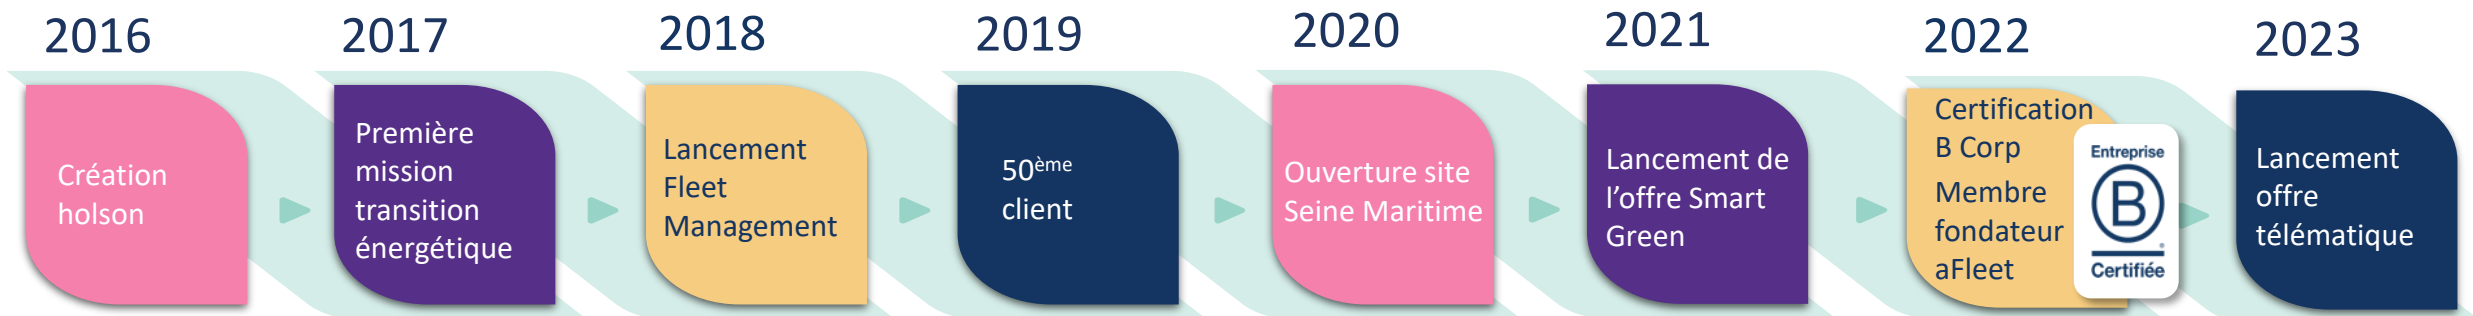 2016
Création
holson
2017
Première
mission
transition
énergétique
2018
Lancement
Fleet
Management
2019
50ème
client
2020
Ouverture site
Seine Maritime
2021
Lancement de
l’offre Smart
Green
2022
Certification
B Corp
Membre
fondateur
aFleet
Entreprise
B
Certifiée
2023
Lancement
offre
télématique